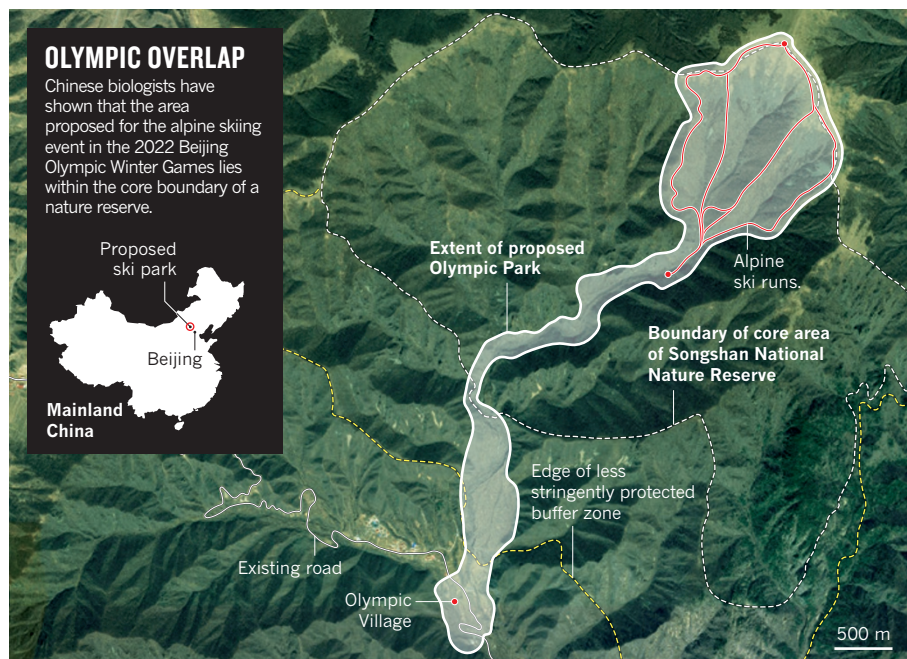 OLYMPIC OVERLAP
Chinese biologists have
shown that the area
proposed for the alpine skiing
event in the 2022 Beijing
Olympic Winter Games lies
within the core boundary of a
nature reserve.
Proposed
ski park
Beijing
Mainland
China
Extent of proposed
Olympic Park
Alpine
ski runs.
Boundary of core area
of Songshan National
Nature Reserve
Edge of less
stringently protected
buffer zone
Existing road
Olympic
Village
500 m